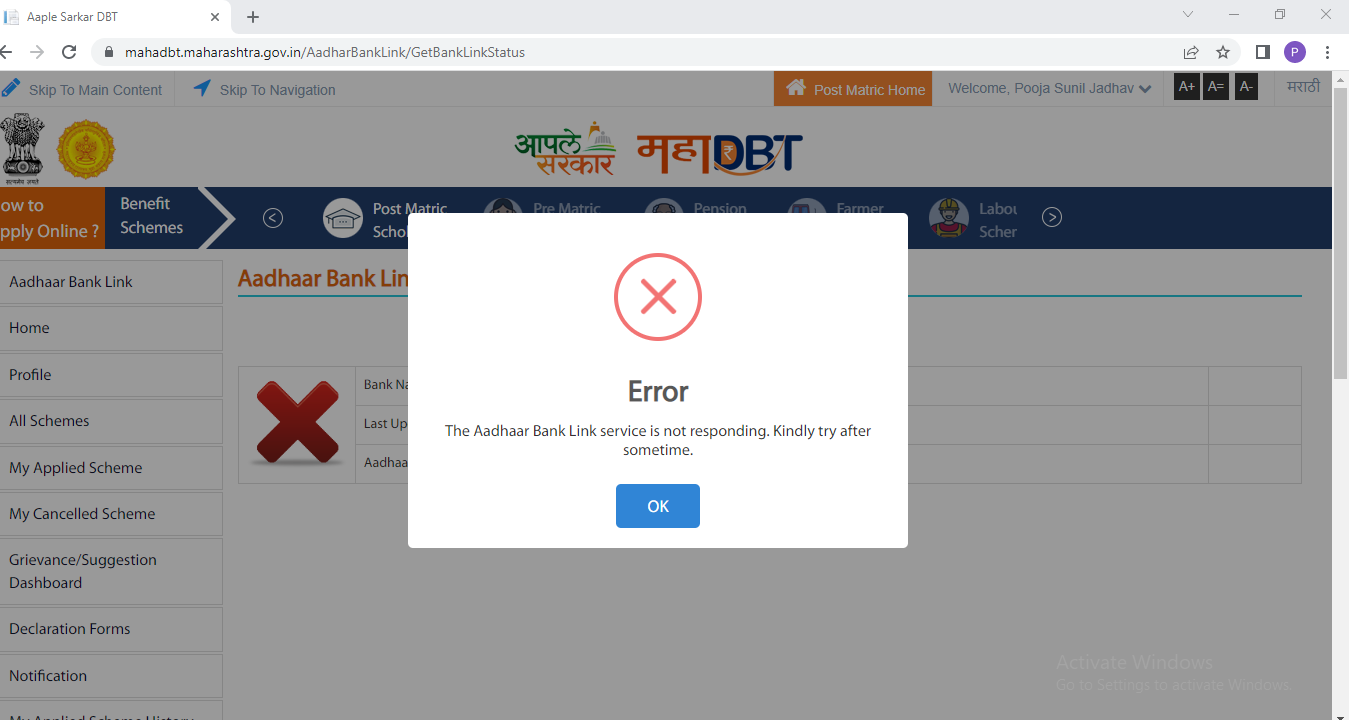 Aaple Sarkar DBT
mahadbt.maharashtra.gov.in/AadharBankLink/GetBankLinkStatus
P
Skip To Main Content
Skip To Navigation
Post Matric Home
Welcome, Pooja Sunil Jadhav
A+ A= A-
मराठी
सत्यमेव जयते
आपले
सरकार
महाDBT
ow to
pply Online ?
Benefit
Schemes
Post Matric
Schol
Pre Matric
Pension
Farmer
Labou
Scher
Aadhaar Bank Link
Home
Profile
All Schemes
My Applied Scheme
My Cancelled Scheme
Grievance/Suggestion
Dashboard
Declaration Forms
Notification
My Applied Scheme History
Aadhaar Bank Lin
Bank Na
Last Up
Aadhaa
Error
The Aadhaar Bank Link service is not responding. Kindly try after
sometime.
OK
Activate Windows
Go to Settings to activate Windows.